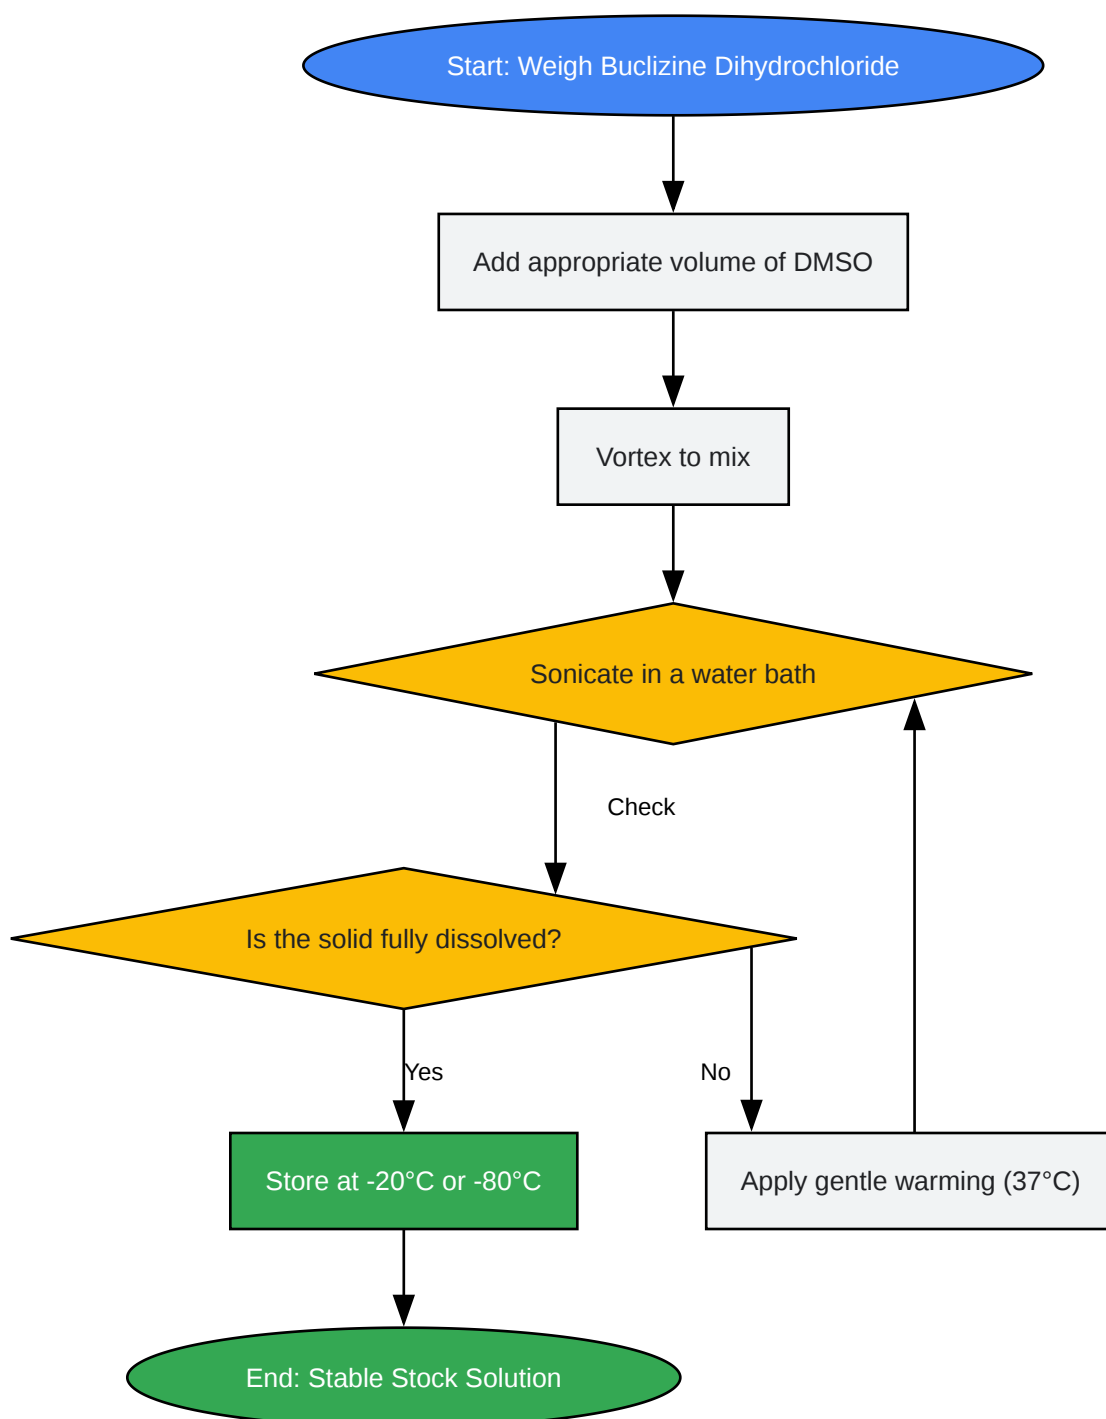 Start: Weigh Buclizine Dihydrochloride
Add appropriate volume of DMSO
Vortex to mix
Sonicate in a water bath
Check
Is the solid fully dissolved?
Yes
No
Store at -20°C or -80°C
Apply gentle warming (37°C)
End: Stable Stock Solution